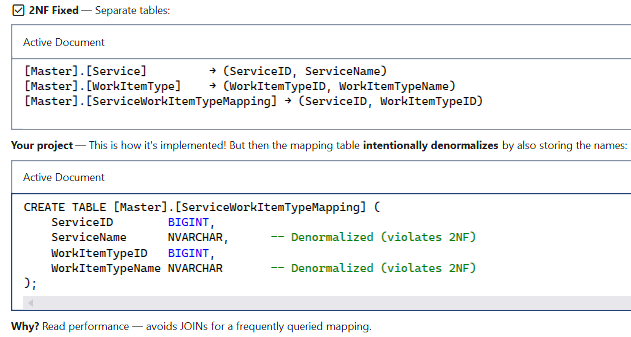 ☑ 2NF Fixed — Separate tables:
Active Document
[Master].[Service]         → (ServiceID, ServiceName)
[Master].[WorkItemType]    → (WorkItemTypeID, WorkItemTypeName)
[Master].[ServiceWorkItemTypeMapping] → (ServiceID, WorkItemTypeID)
Your project — This is how it's implemented! But then the mapping table intentionally denormalizes by also storing the names:
Active Document
CREATE TABLE [Master].[ServiceWorkItemTypeMapping] (
    ServiceID        BIGINT,
    ServiceName      NVARCHAR,      -- Denormalized (violates 2NF)
    WorkItemTypeID   BIGINT,
    WorkItemTypeName NVARCHAR       -- Denormalized (violates 2NF)
);
Why? Read performance — avoids JOINs for a frequently queried mapping.